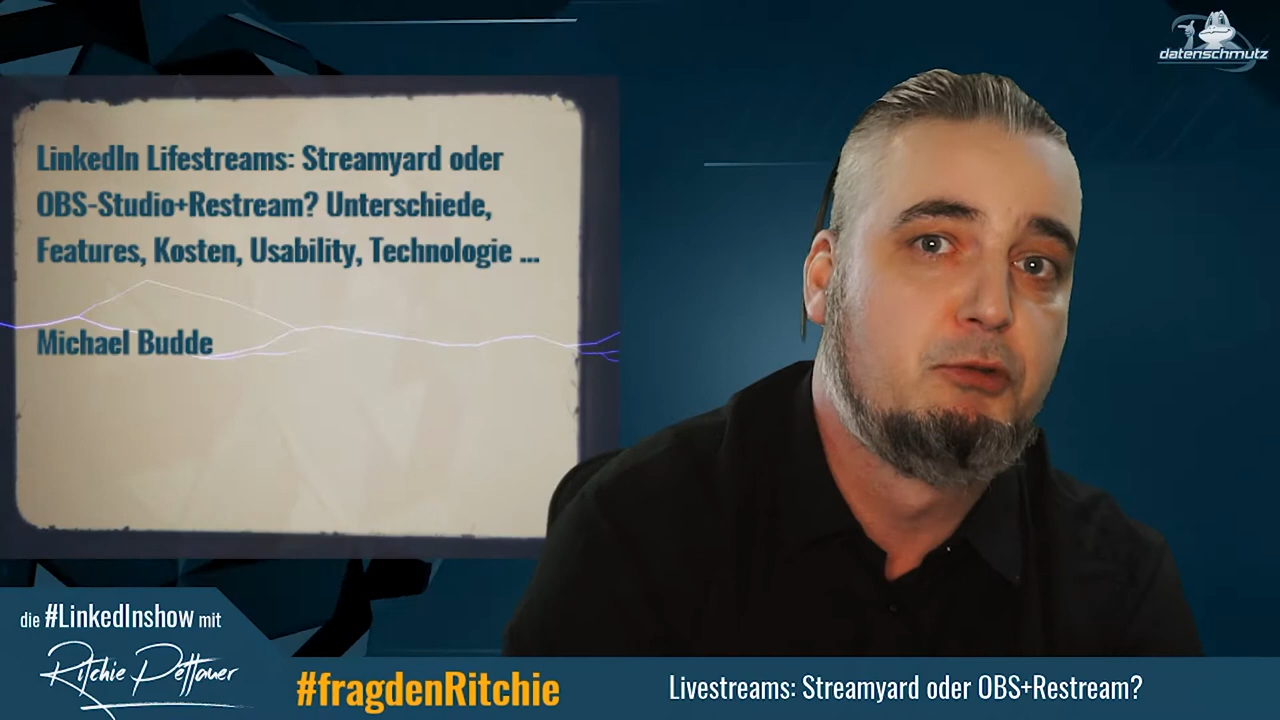 datenschmutz
LinkedIn Lifestreams: Streamyard oder
OBS-Studio+Restream? Unterschiede,
Features, Kosten, Usability, Technologie ...
Michael Budde
die #LinkedInshow mit
Ritchie Pettauer
#fragdenRitchie
Livestreams: Streamyard oder OBS+Restream?